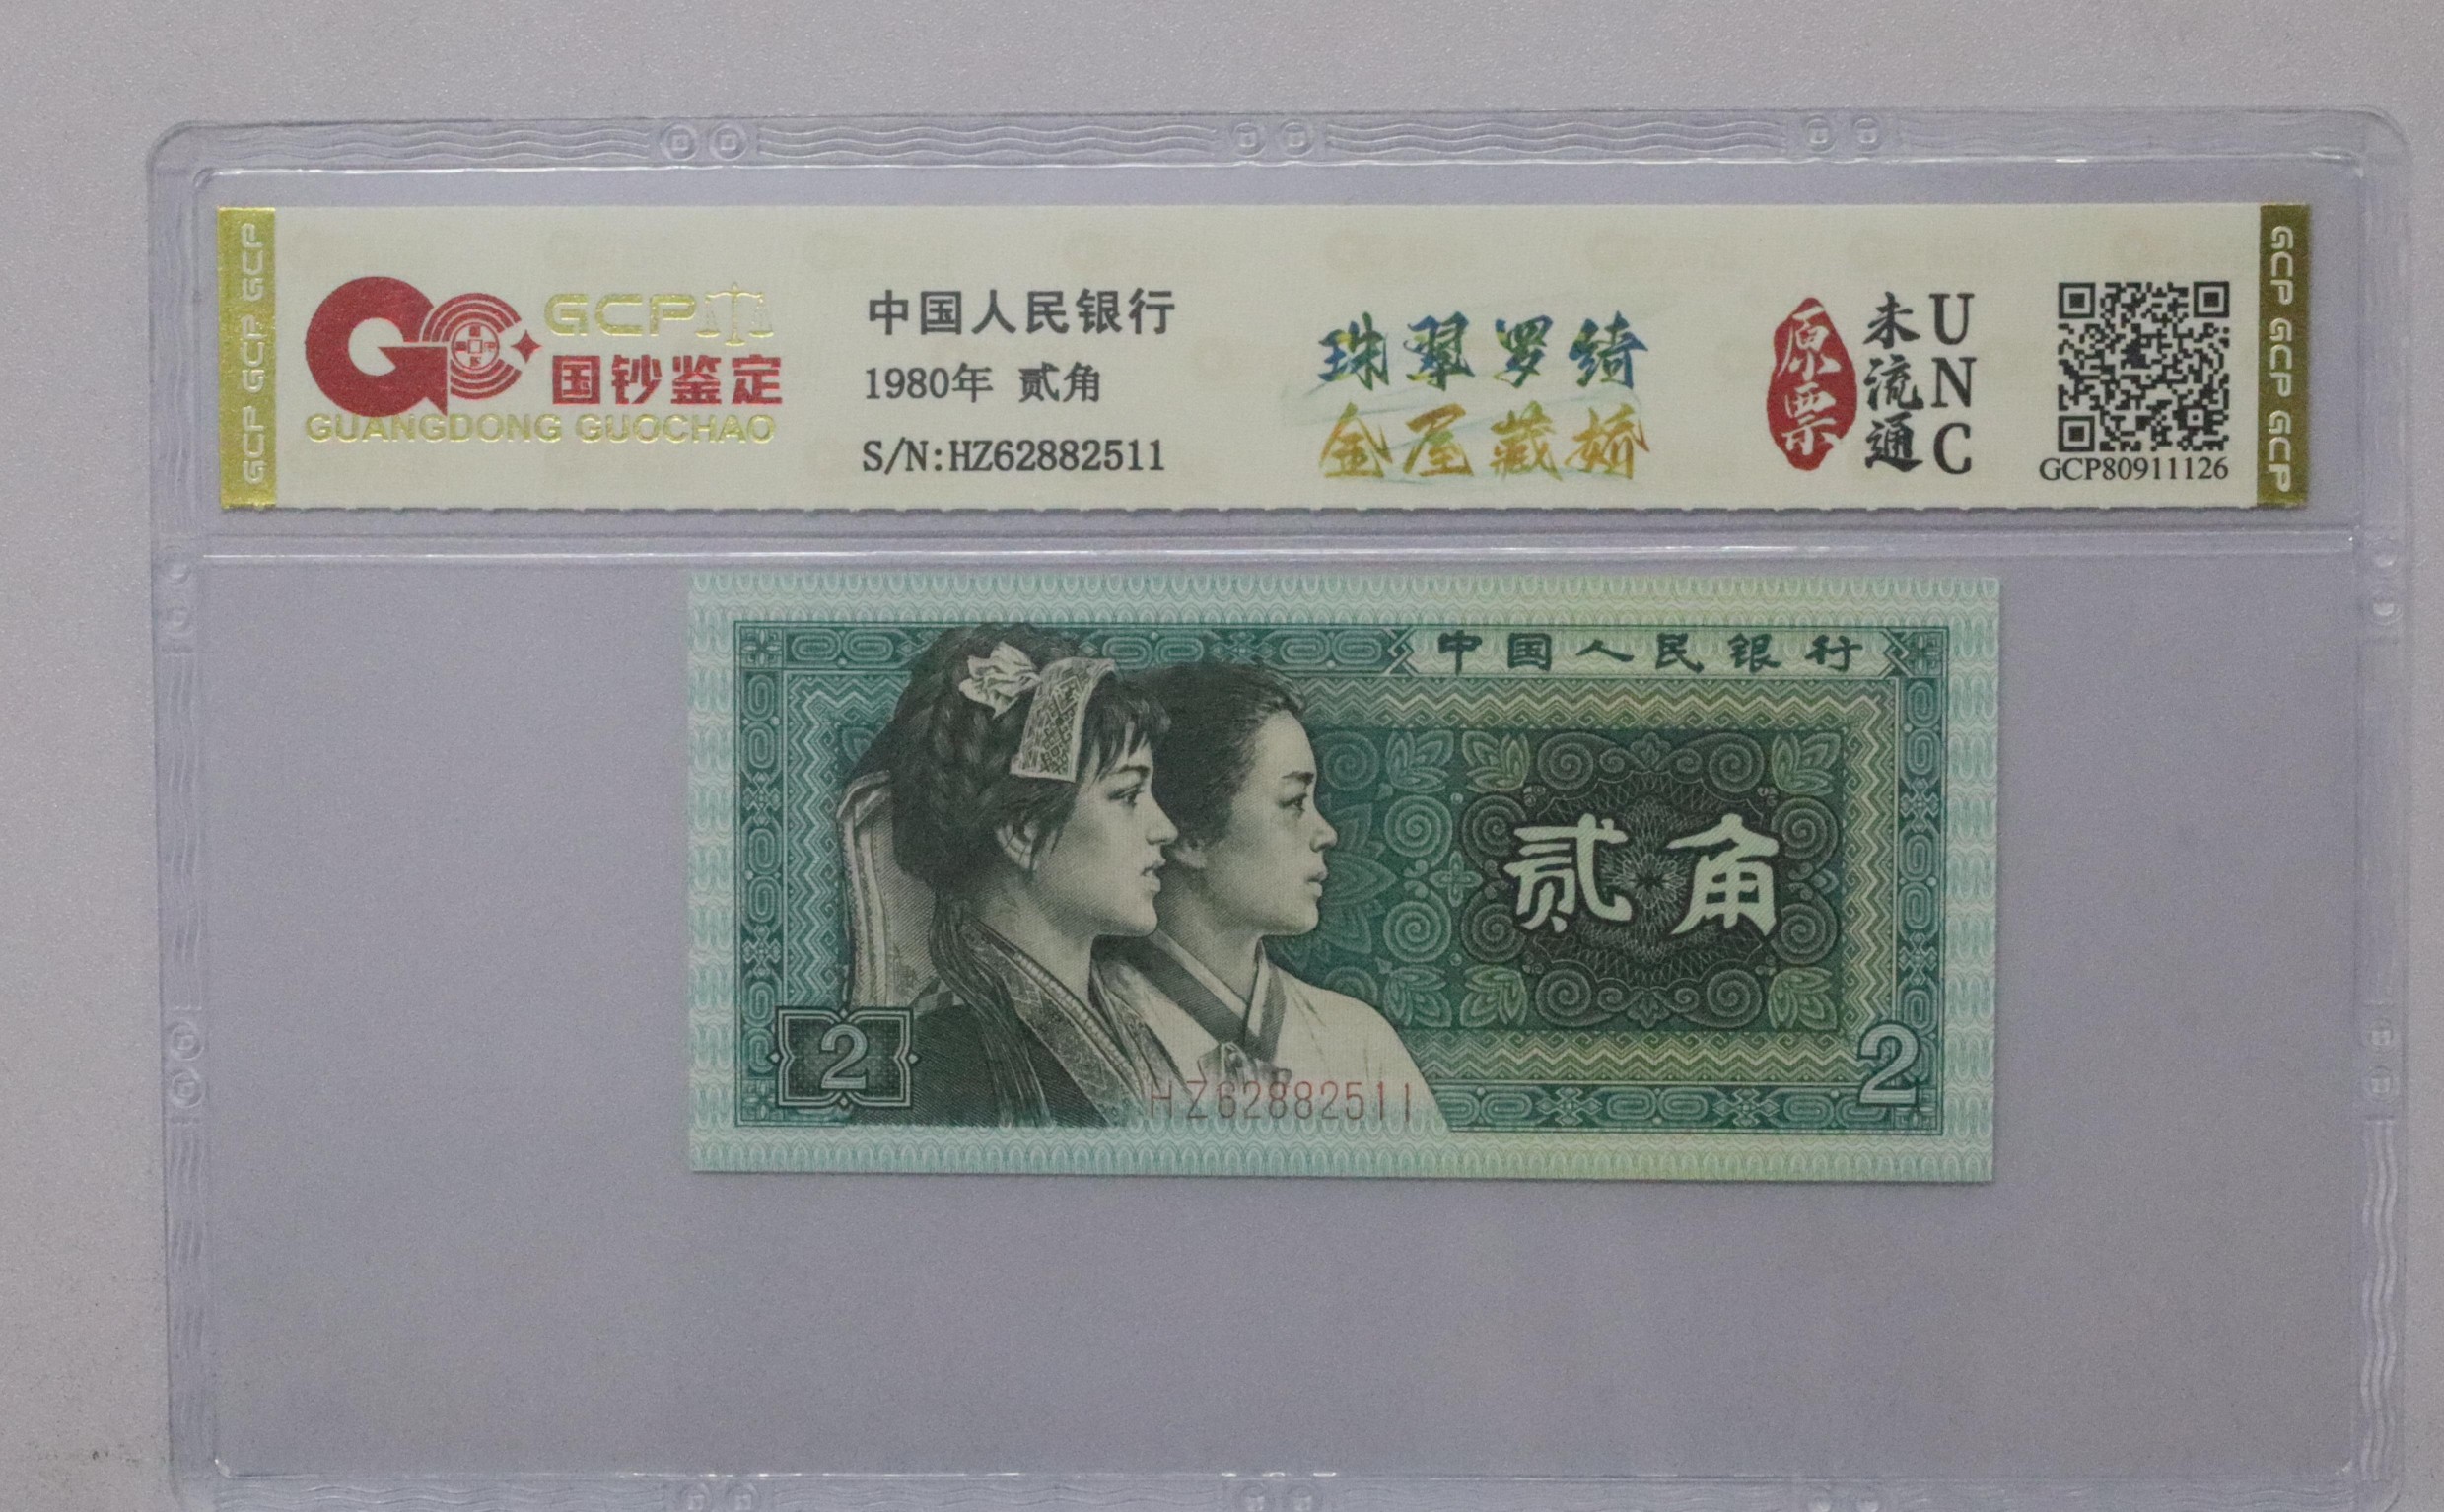 GCP GCP GCP
GCP
国钞鉴定
GUANGDONG GUOCHAO
中国人民银行
1980年 贰角
S/N:HZ62882511
珠翠罗绮
金屋藏娇
原票
未流通
UNC
GCP80911126
GCP GCP GCP
中国人民银行
贰角
2
2
HZ62882511